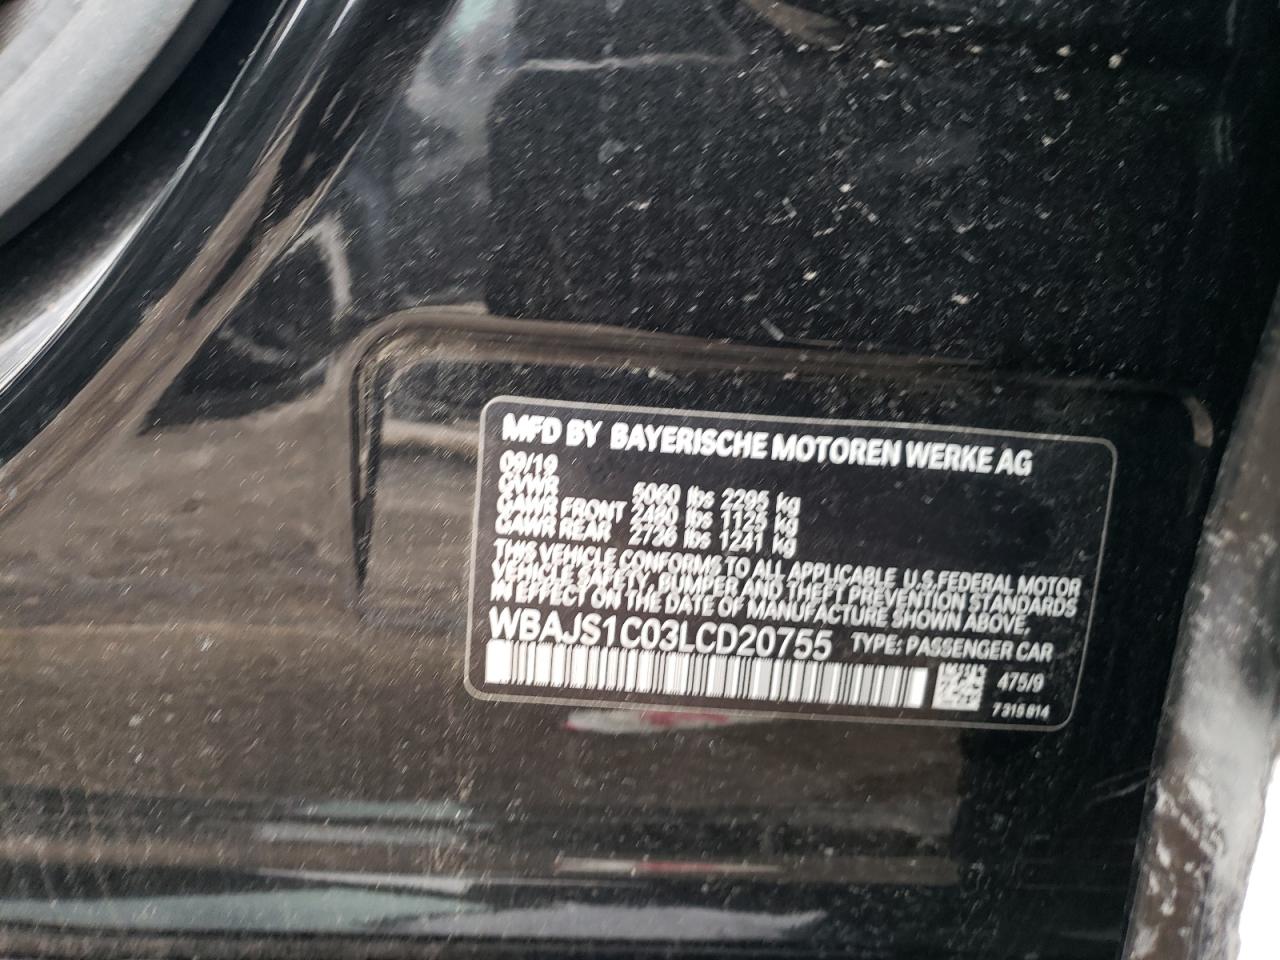 MFD BY BAYERISCHE MOTOREN WERKE AG
09/19
GVWR 5060 lbs 2295 kg
GAWR FRONT 2480 lbs 1125 kg
GAWR REAR 2736 lbs 1241 kg
THIS VEHICLE CONFORMS TO ALL APPLICABLE U.S.FEDERAL MOTOR
VEHICLE SAFETY, BUMPER AND THEFT PREVENTION STANDARDS
IN EFFECT ON THE DATE OF MANUFACTURE SHOWN ABOVE.
WBAJS1C03LCD20755 TYPE: PASSENGER CAR
475/9
7 315 814